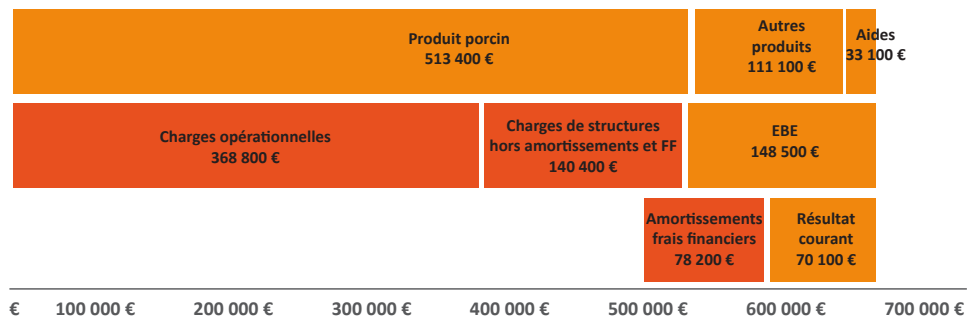 Produit porcin
513 400 €
Autres
produits
111 100 €
Aides
33 100 €
Charges opérationnelles
368 800 €
Charges de structures
hors amortissements et FF
140 400 €
EBE
148 500 €
Amortissements
frais financiers
78 200 €
Résultat
courant
70 100 €
€ 100 000 € 200 000 € 300 000 € 400 000 € 500 000 € 600 000 € 700 000 €